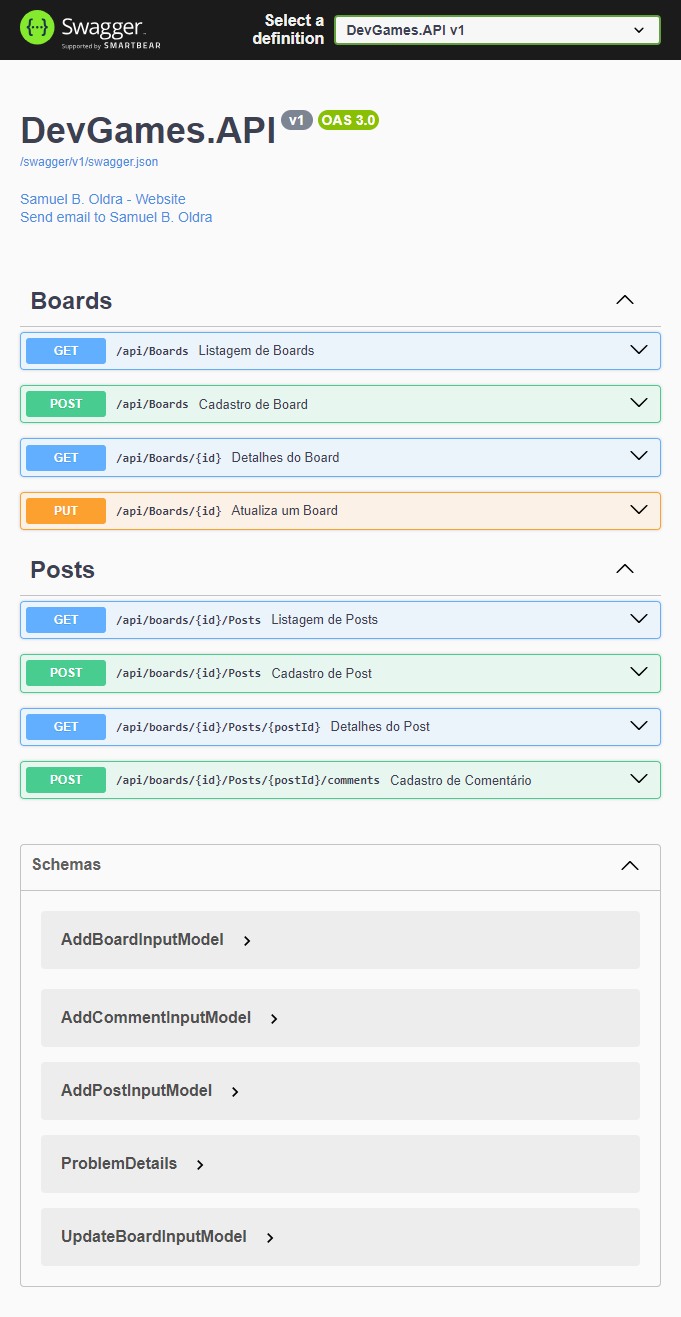 Swagger
Supported by SMARTBEAR
Select a
definition
DevGames.API v1
DevGames.API v1 OAS 3.0
/swagger/v1/swagger.json
Samuel B. Oldra - Website
Send email to Samuel B. Oldra
Boards
GET /api/Boards Listagem de Boards
POST /api/Boards Cadastro de Board
GET /api/Boards/{id} Detalhes do Board
PUT /api/Boards/{id} Atualiza um Board
Posts
GET /api/boards/{id}/Posts Listagem de Posts
POST /api/boards/{id}/Posts Cadastro de Post
GET /api/boards/{id}/Posts/{postId} Detalhes do Post
POST /api/boards/{id}/Posts/{postId}/comments Cadastro de Comentário
Schemas
AddBoardInputModel
AddCommentInputModel
AddPostInputModel
ProblemDetails
UpdateBoardInputModel